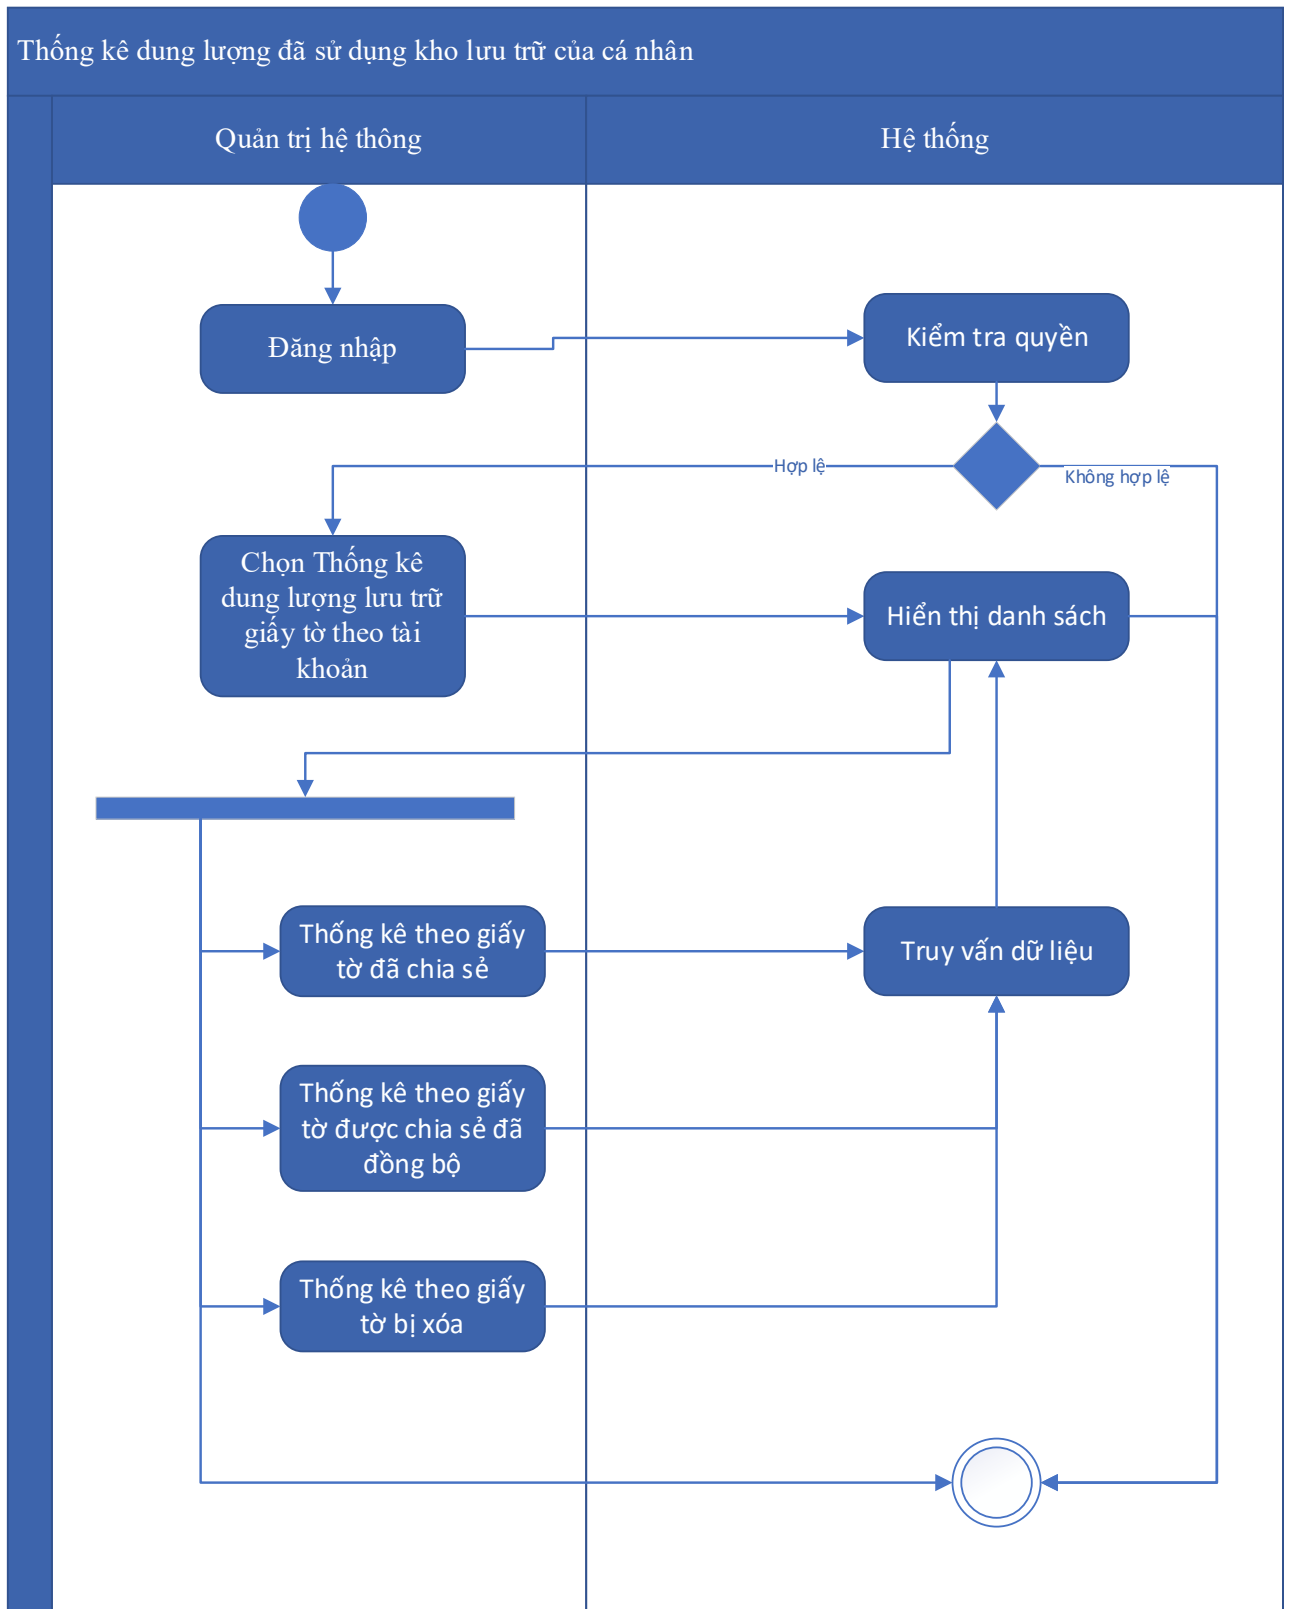 Thống kê dung lượng đã sử dụng kho lưu trữ của cá nhân
Quản trị hệ thông
Hệ thống
Đăng nhập
Kiểm tra quyền
Hợp lệ
Không hợp lệ
Chọn Thống kê
dung lượng lưu trữ
giấy tờ theo tài
khoản
Hiển thị danh sách
Thống kê theo giấy
tờ đã chia sẻ
Truy vấn dữ liệu
Thống kê theo giấy
tờ được chia sẻ đã
đồng bộ
Thống kê theo giấy
tờ bị xóa